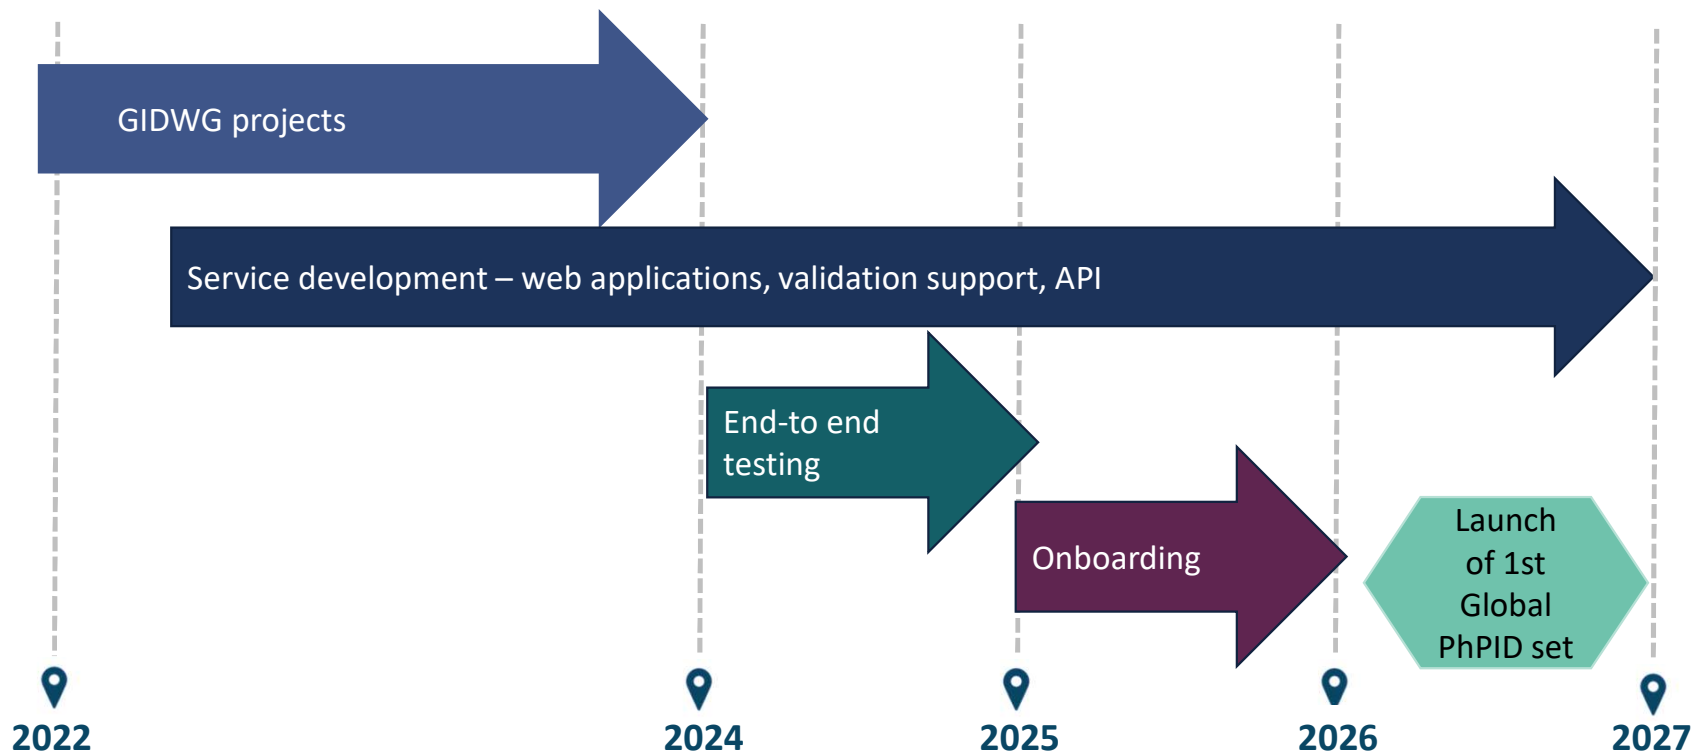 GIDWG projects
Service development – web applications, validation support, API
End-to end
testing
Onboarding
Launch
of 1st
Global
PhPID set
2022
2024
2025
2026
2027